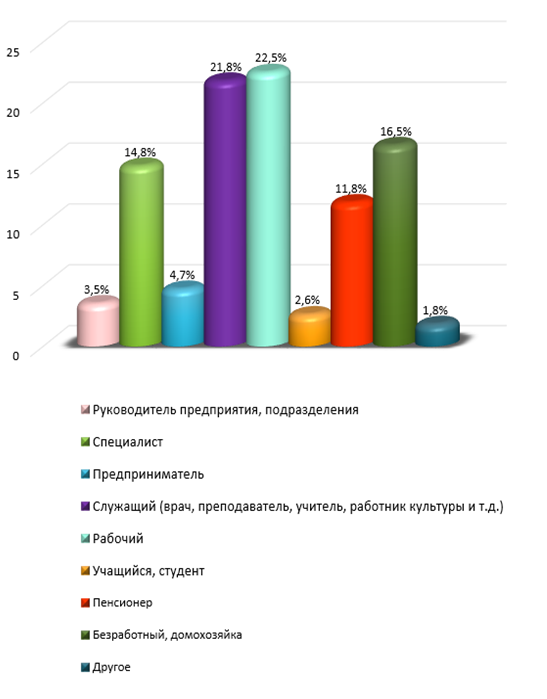 25
20
15
10
5
0
3,5%
14,8%
4,7%
21,8%
22,5%
2,6%
11,8%
16,5%
1,8%
Руководитель предприятия, подразделения
Специалист
Предприниматель
Служащий (врач, преподаватель, учитель, работник культуры и т.д.)
Рабочий
Учащийся, студент
Пенсионер
Безработный, домохозяйка
Другое